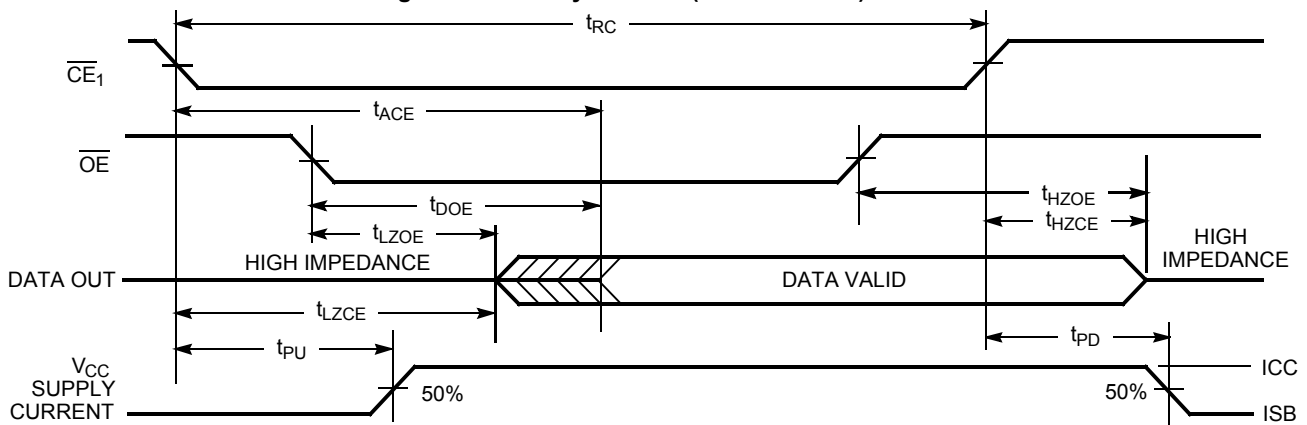 tRC
CE1
tACE
OE
tDOE
tHZOE
tLZOE
tHZCE
HIGH IMPEDANCE
HIGH
IMPEDANCE
DATA OUT
DATA VALID
tLZCE
tPU
tPD
VCC
SUPPLY
CURRENT
50%
50%
ICC
ISB